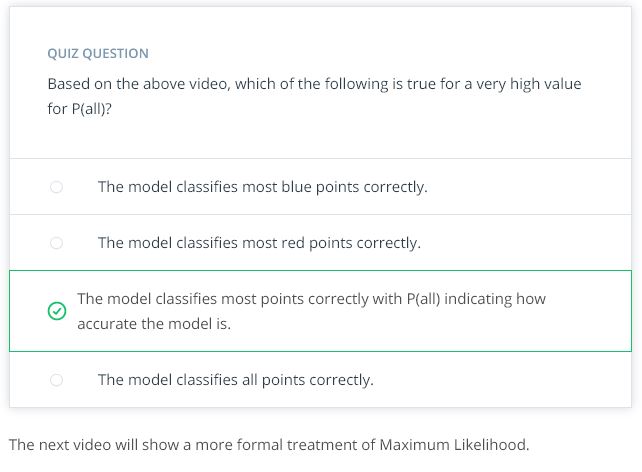 QUIZ QUESTION
Based on the above video, which of the following is true for a very high value
for P(all)?
The model classifies most blue points correctly.
The model classifies most red points correctly.
The model classifies most points correctly with P(all) indicating how
accurate the model is.
The model classifies all points correctly.
The next video will show a more formal treatment of Maximum Likelihood.